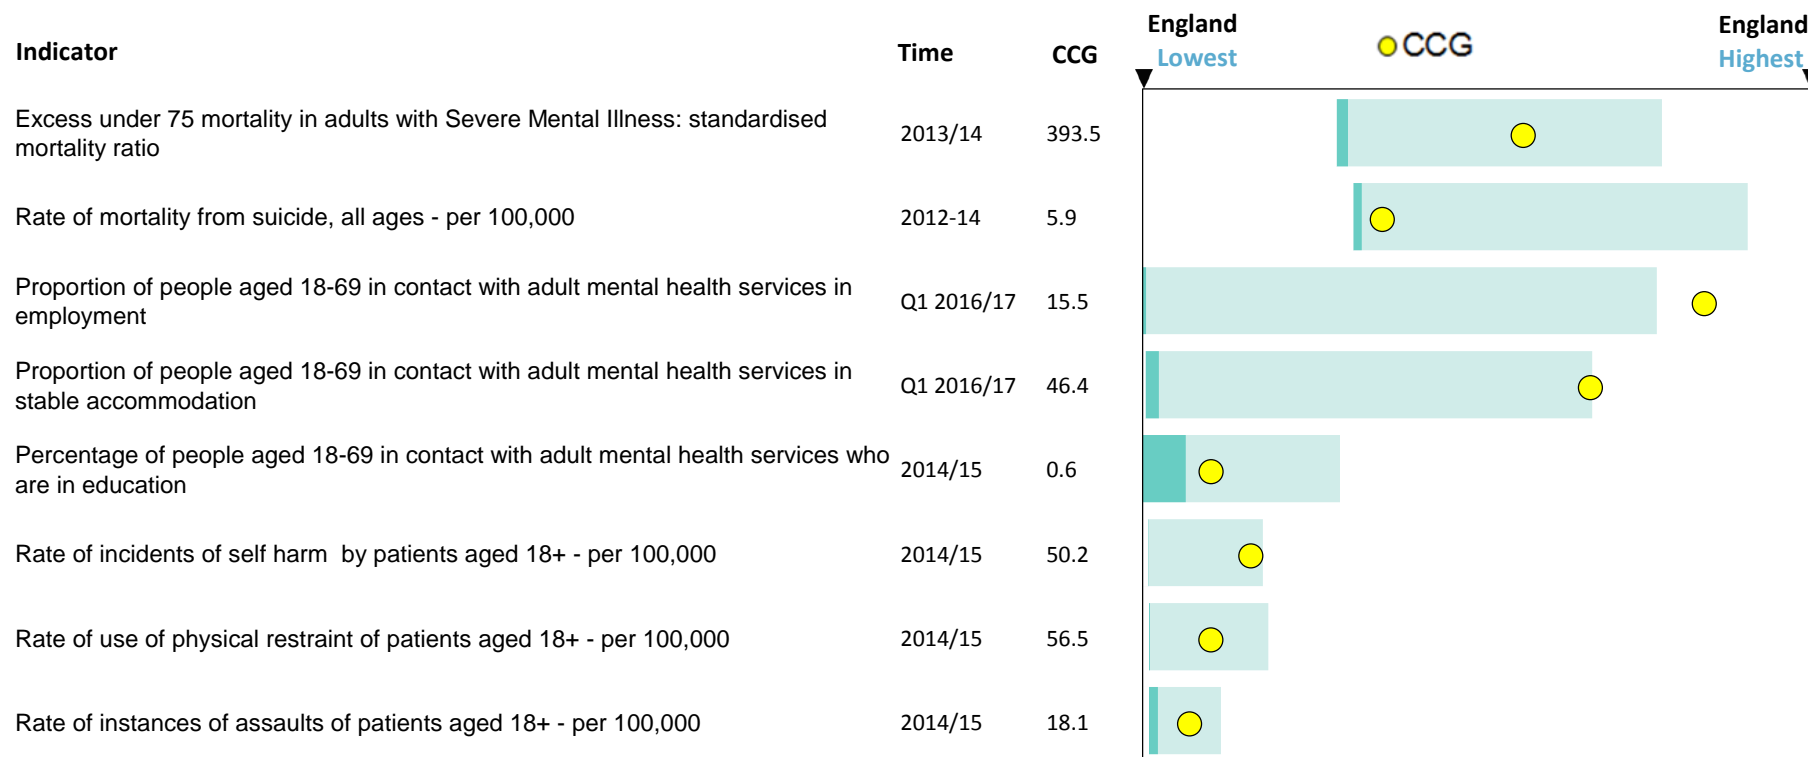 Indicator Time CCG England Lowest CCG England Highest
Excess under 75 mortality in adults with Severe Mental Illness: standardised
mortality ratio
2013/14 393.5
Rate of mortality from suicide, all ages - per 100,000 2012-14 5.9
Proportion of people aged 18-69 in contact with adult mental health services in
employment
Q1 2016/17 15.5
Proportion of people aged 18-69 in contact with adult mental health services in
stable accommodation
Q1 2016/17 46.4
Percentage of people aged 18-69 in contact with adult mental health services who
are in education
2014/15 0.6
Rate of incidents of self harm  by patients aged 18+ - per 100,000 2014/15 50.2
Rate of use of physical restraint of patients aged 18+ - per 100,000 2014/15 56.5
Rate of instances of assaults of patients aged 18+ - per 100,000 2014/15 18.1